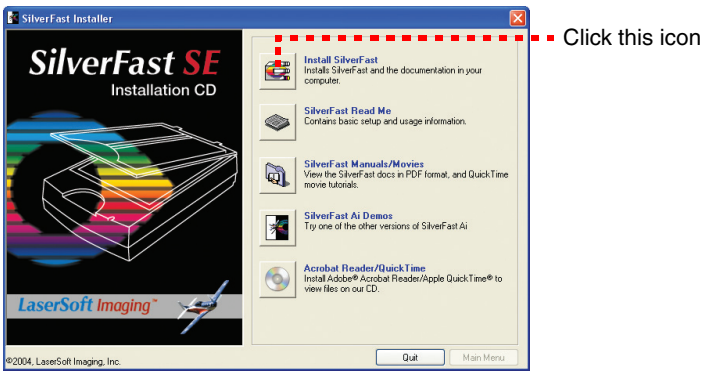 SilverFast Installer
SilverFast SE
Installation CD
LaserSoft Imaging™
©2004, LaserSoft Imaging, Inc.
Install SilverFast
Installs SilverFast and the documentation in your
computer.
SilverFast Read Me
Contains basic setup and usage information.
SilverFast Manuals/Movies
View the SilverFast docs in PDF format, and QuickTime
movie tutorials.
SilverFast Ai Demos
Try one of the other versions of SilverFast Ai
Acrobat Reader/QuickTime
Install Adobe® Acrobat Reader/Apple QuickTime® to
view files on our CD.
Quit
Main Menu
Click this icon